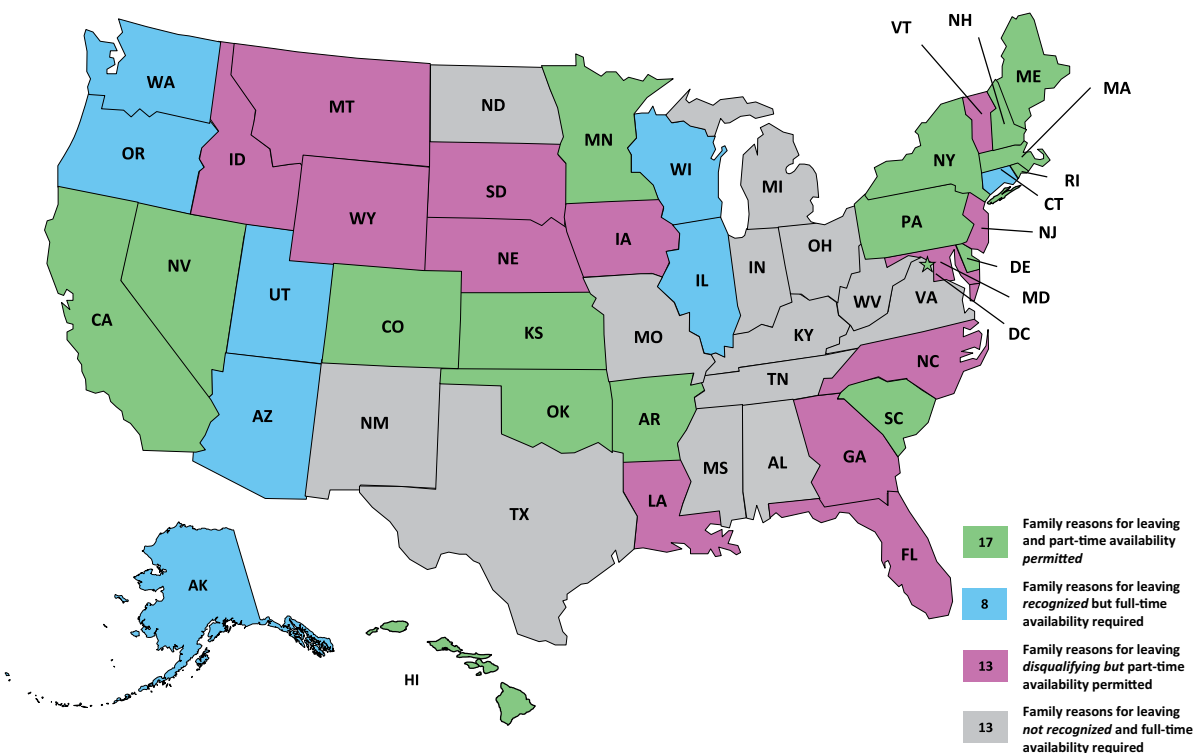 VT
NH
ME
MA
WA
MT
ND
MN
OR
ID
SD
WI
MI
NY
RI
CT
WY
IA
PA
NJ
NE
NV
UT
CO
KS
IL
IN
OH
DE
MD
CA
MO
WV
VA
KY
DC
NC
TN
AZ
NM
OK
AR
SC
MS
AL
GA
LA
TX
FL
AK
HI
17
Family reasons for leaving
and part-time availability
permitted
8
Family reasons for leaving
recognized but full-time
availability required
13
Family reasons for leaving
disqualifying but part-time
availability permitted
13
Family reasons for leaving
not recognized and full-time
availability required